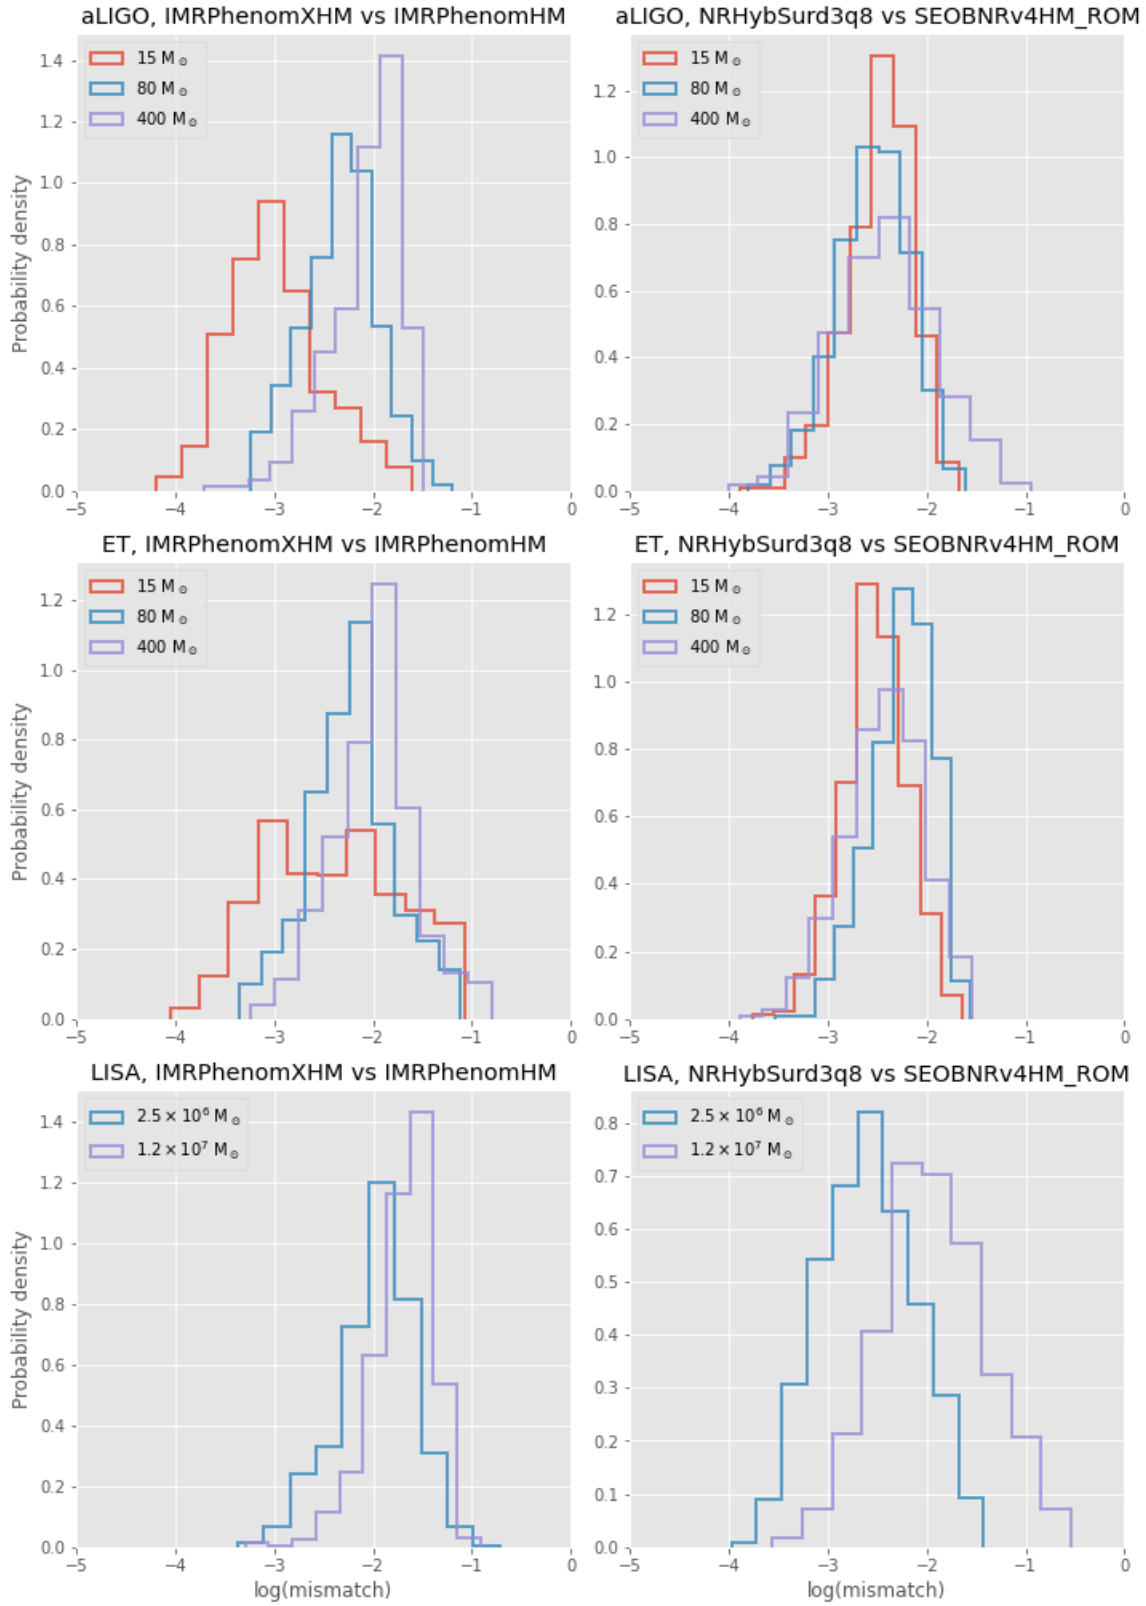 aLIGO, IMRPhenomXHM vs IMRPhenomHM
15 M⊙
80 M⊙
400 M⊙
Probability density
1.4
1.2
1.0
0.8
0.6
0.4
0.2
0.0
−5 −4 −3 −2 −1 0
aLIGO, NRHybSurd3q8 vs SEOBNRv4HM_ROM
15 M⊙
80 M⊙
400 M⊙
1.2
1.0
0.8
0.6
0.4
0.2
0.0
−5 −4 −3 −2 −1 0
ET, IMRPhenomXHM vs IMRPhenomHM
15 M⊙
80 M⊙
400 M⊙
Probability density
1.2
1.0
0.8
0.6
0.4
0.2
0.0
−5 −4 −3 −2 −1 0
ET, NRHybSurd3q8 vs SEOBNRv4HM_ROM
15 M⊙
80 M⊙
400 M⊙
1.2
1.0
0.8
0.6
0.4
0.2
0.0
−5 −4 −3 −2 −1 0
LISA, IMRPhenomXHM vs IMRPhenomHM
2.5 × 10⁶ M⊙
1.2 × 10⁷ M⊙
Probability density
1.4
1.2
1.0
0.8
0.6
0.4
0.2
0.0
−5 −4 −3 −2 −1 0
log(mismatch)
LISA, NRHybSurd3q8 vs SEOBNRv4HM_ROM
2.5 × 10⁶ M⊙
1.2 × 10⁷ M⊙
0.8
0.7
0.6
0.5
0.4
0.3
0.2
0.1
0.0
−5 −4 −3 −2 −1 0
log(mismatch)